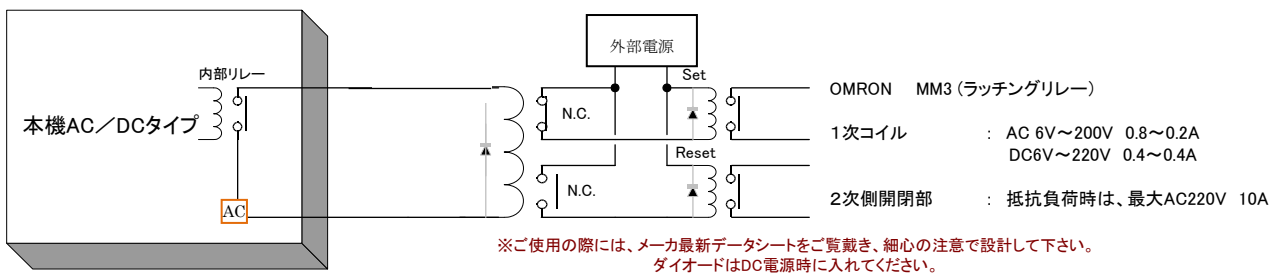 外部電源
内部リレー
Set
OMRON MM3 (ラッチングリレー)
本機AC/DCタイプ
N.C.
1次コイル : AC 6V~200V 0.8~0.2A
DC6V~220V 0.4~0.4A
Reset
N.C.
AC
2次側開閉部 : 抵抗負荷時は、最大AC220V 10A
※ご使用の際には、メーカ最新データシートをご覧戴き、細心の注意で設計して下さい。
ダイオードはDC電源時に入れてください。